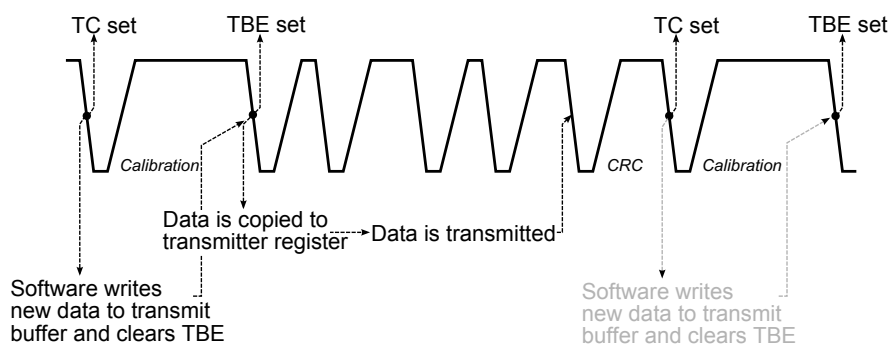 TC set
TBE set
TC set
TBE set
Calibration
CRC
Calibration
Data is copied to
transmitter register
Data is transmitted
Software writes
new data to transmit
buffer and clears TBE
Software writes
new data to transmit
buffer and clears TBE